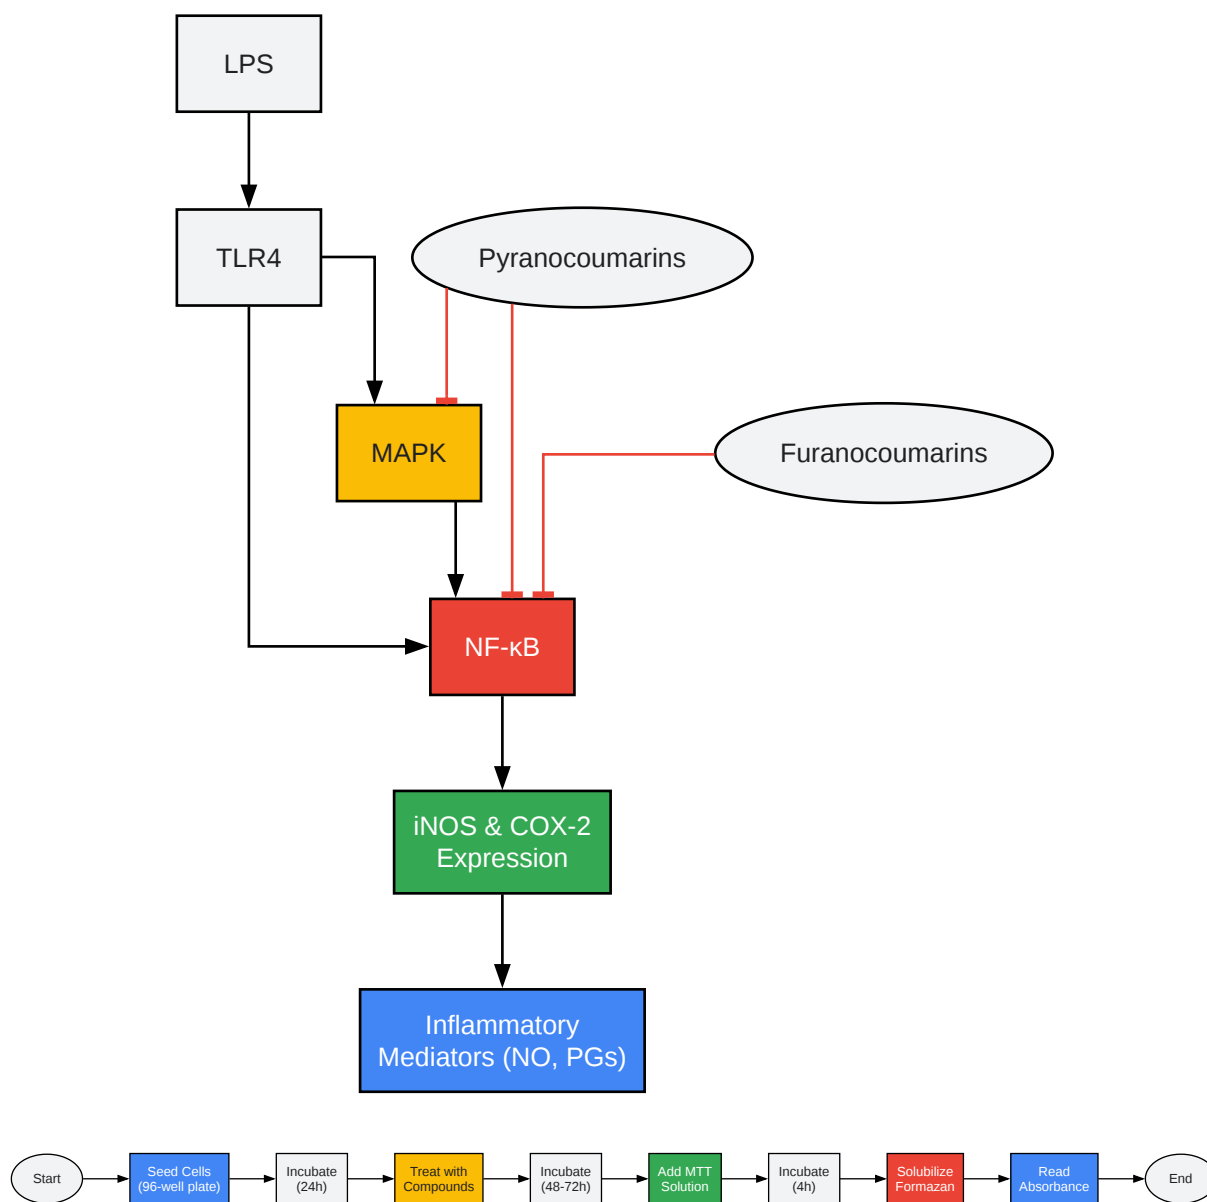 LPS
TLR4
Pyranocoumarins
MAPK
Furanocoumarins
NF-κB
iNOS & COX-2
Expression
Inflammatory
Mediators (NO, PGs)
Start
Seed Cells
(96-well plate)
Incubate
(24h)
Treat with
Compounds
Incubate
(48-72h)
Add MTT
Solution
Incubate
(4h)
Solubilize
Formazan
Read
Absorbance
End